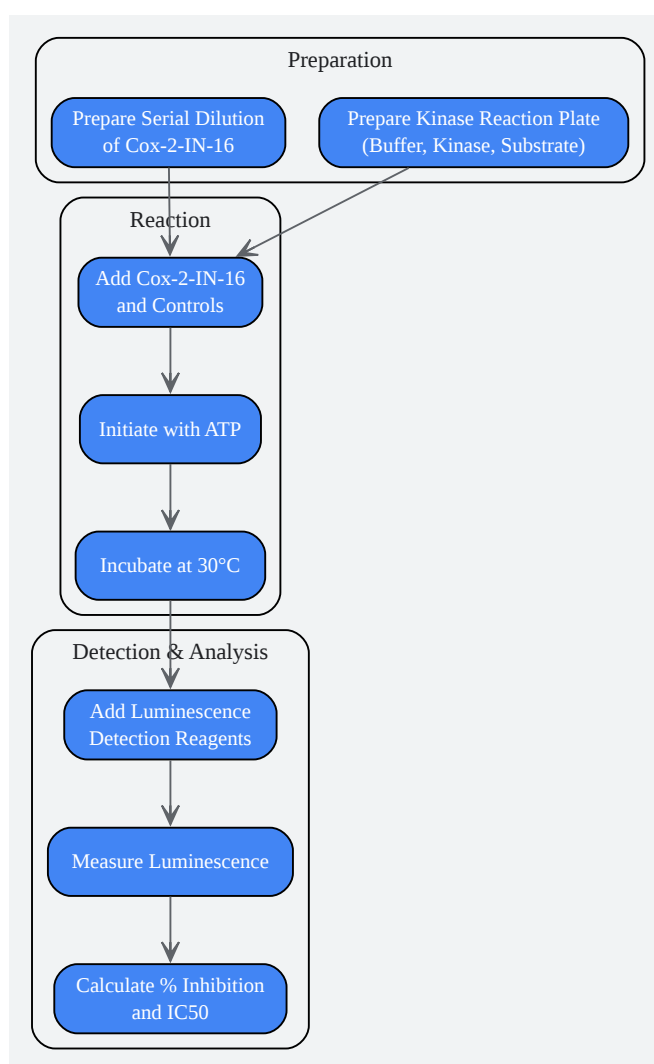 Preparation
Prepare Serial Dilution
of Cox-2-IN-16
Prepare Kinase Reaction Plate
(Buffer, Kinase, Substrate)
Reaction
Add Cox-2-IN-16
and Controls
Initiate with ATP
Incubate at 30°C
Detection & Analysis
Add Luminescence
Detection Reagents
Measure Luminescence
Calculate % Inhibition
and IC50